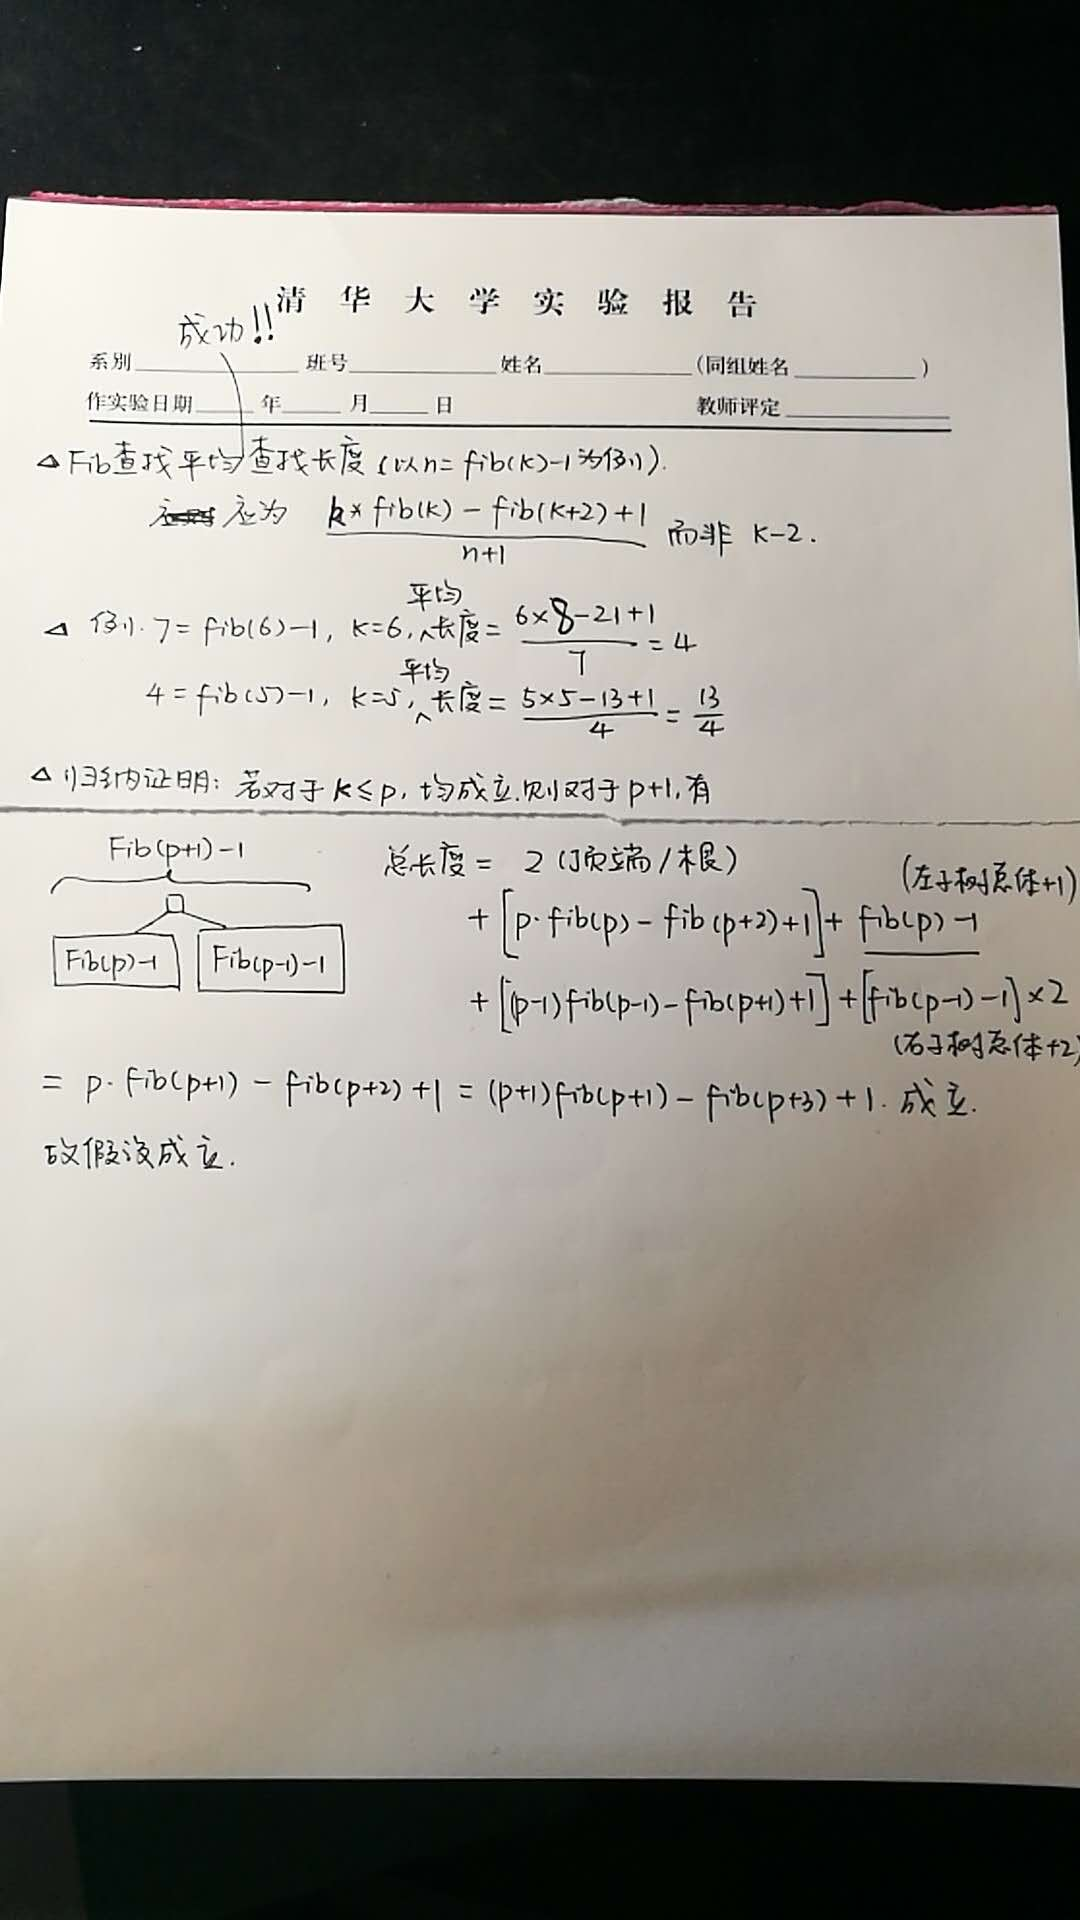 清华大学实验报告
成功!!
系别 班号 姓名 (同组姓名 )
作实验日期 年 月 日 教师评定
△ Fib查找平均查找长度 (以n = fib(k)-1为例).
应为 k × fib(k) - fib(k+2) + 1 / n+1 而非 k-2.
△ 例. 7 = fib(6)-1, k=6, 平均长度 = 6×8-21+1 / 7 = 4
4 = fib(5)-1, k=5, 平均长度 = 5×5-13+1 / 4 = 13/4
△ 归纳证明: 若对于 k≤p, 均成立. 则对于 p+1, 有
Fib(p+1)-1
Fib(p)-1 Fib(p-1)-1
总长度 = 2 (顶端/根)
(左子树总体+1)
+ [p·fib(p) - fib(p+2)+1] + fib(p)-1
+ [(p-1)fib(p-1) - fib(p+1)+1] + [fib(p-1)-1]×2
(右子树总体+2)
= p·fib(p+1) - fib(p+2)+1 = (p+1)fib(p+1) - fib(p+3)+1. 成立.
故假设成立.